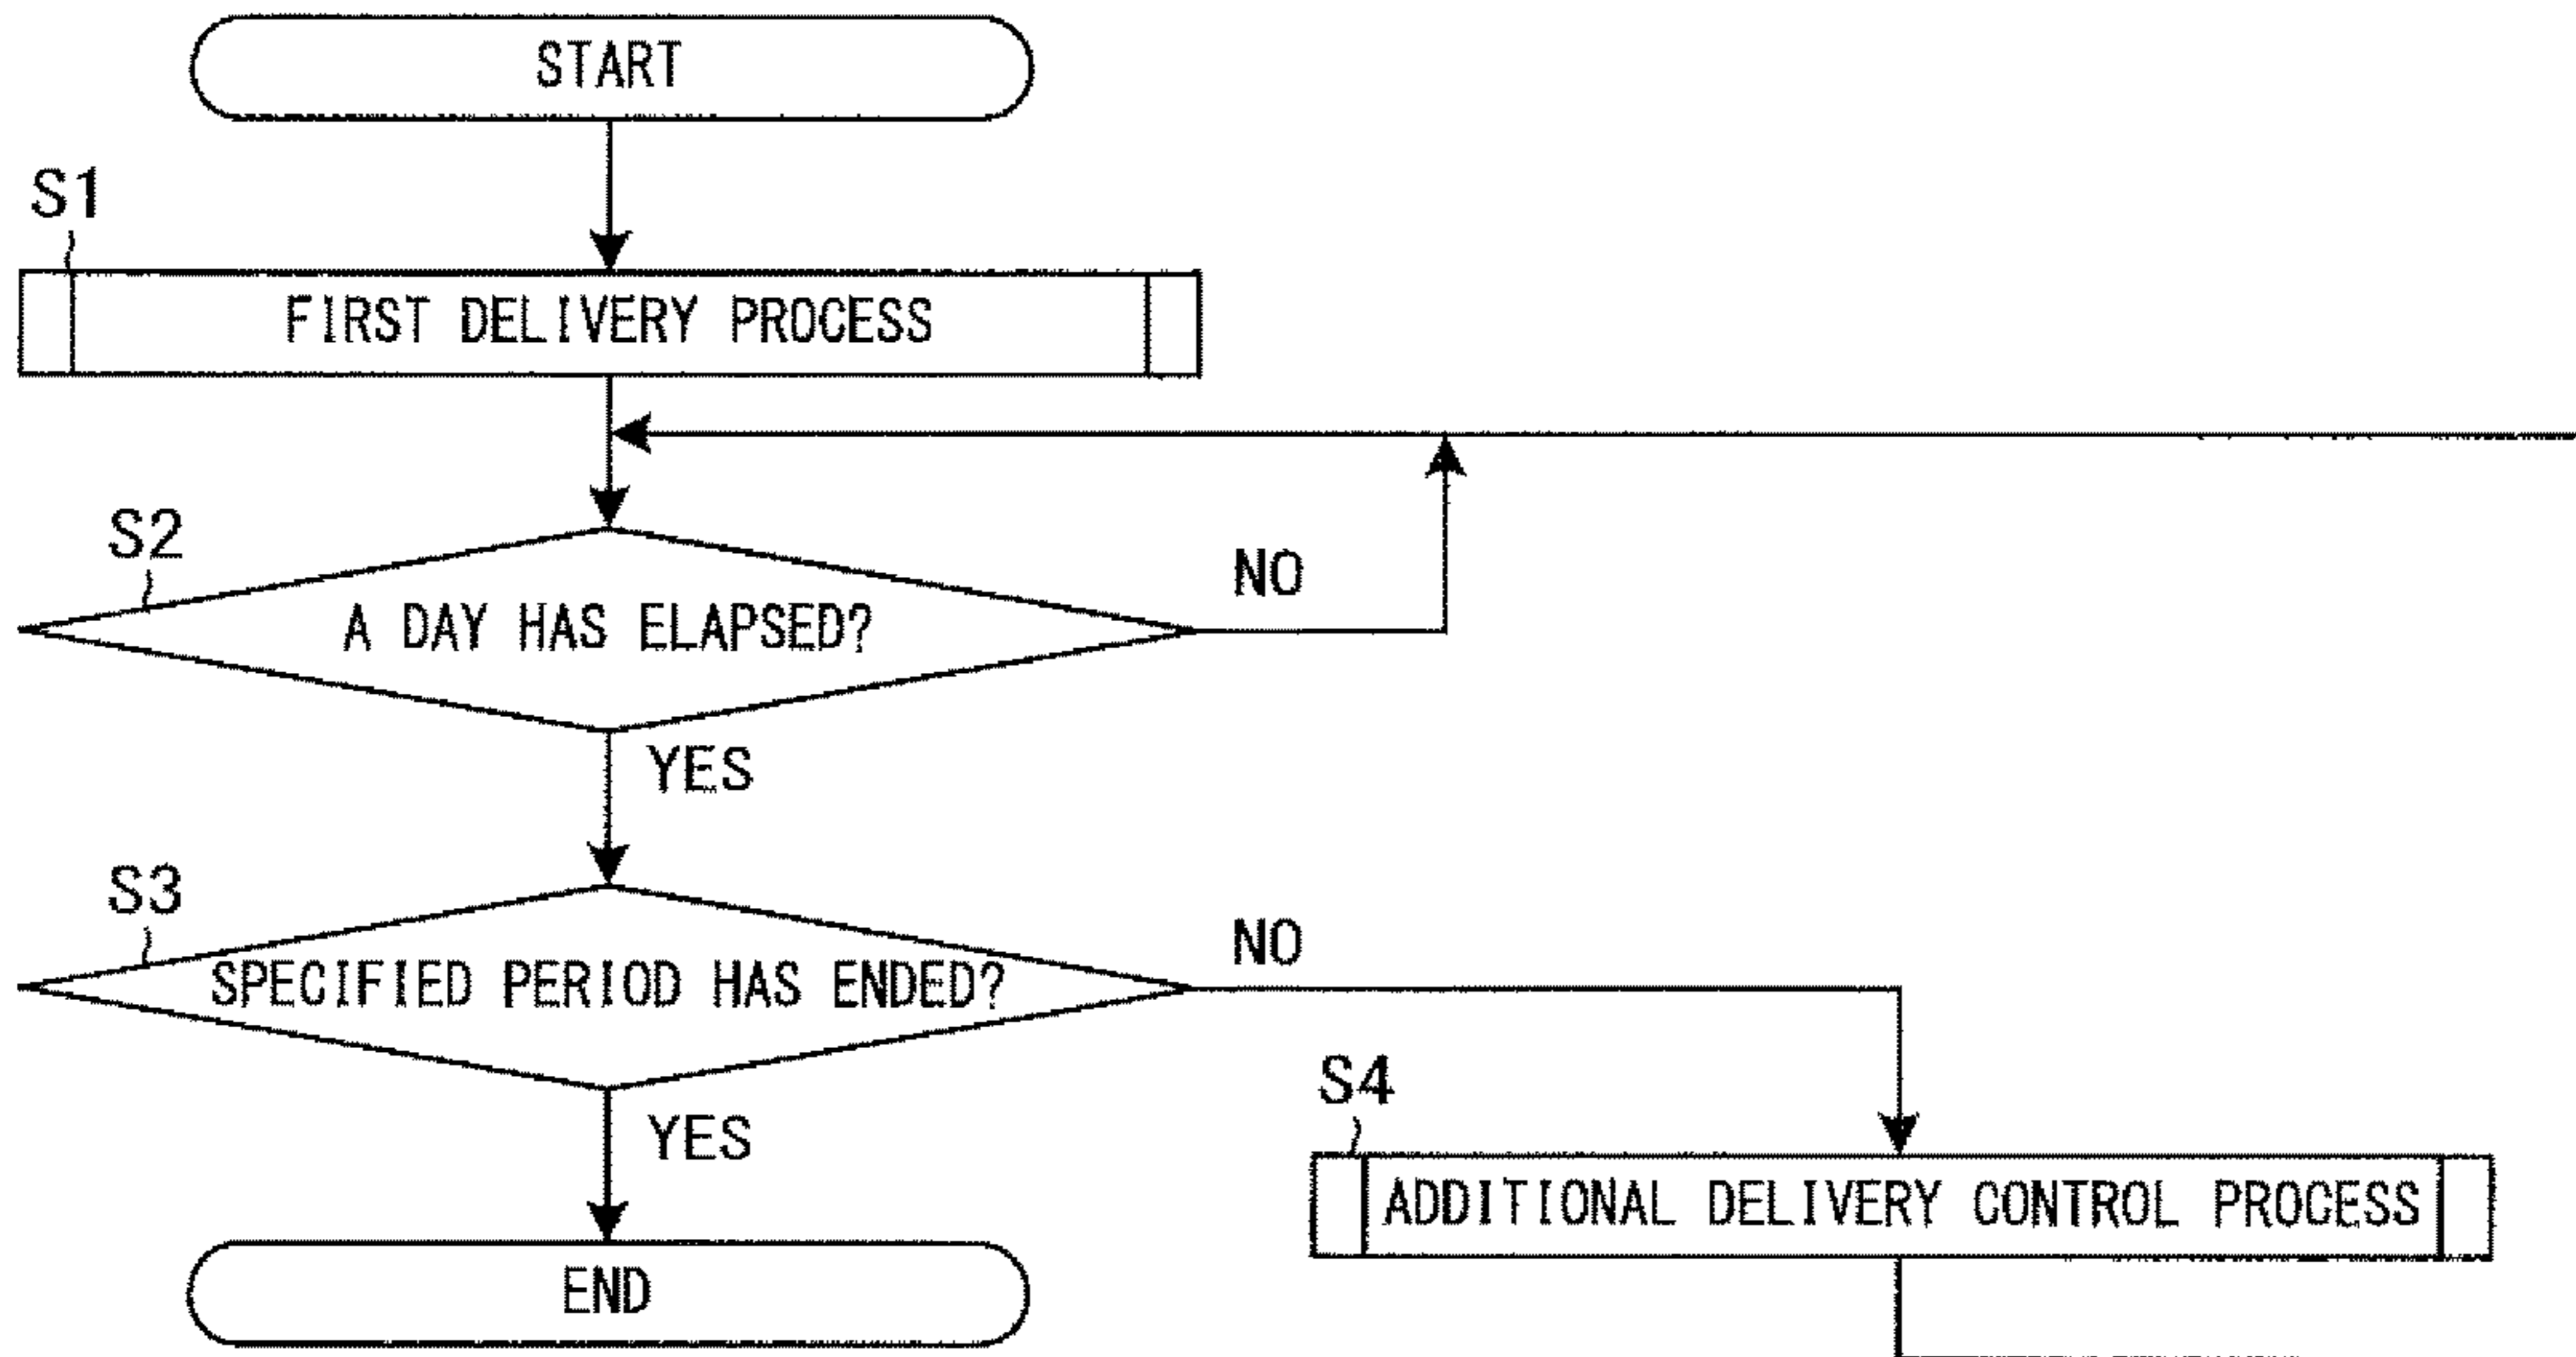 START
S1
FIRST DELIVERY PROCESS
S2
A DAY HAS ELAPSED?
NO
YES
S3
SPECIFIED PERIOD HAS ENDED?
NO
YES
S4
ADDITIONAL DELIVERY CONTROL PROCESS
END